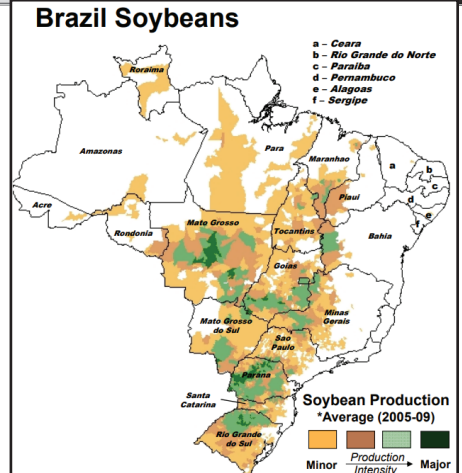 Brazil Soybeans
a – Ceara
b – Rio Grande do Norte
c – Paraiba
d – Pernambuco
e – Alagoas
f – Sergipe
Roraima
Amazonas
Para
Maranhao
a
b
c
d
e
f
Piaui
Acre
Rondonia
Mato Grosso
Tocantins
Bahia
Goias
Mato Grosso
do Sul
Minas
Gerais
Sao
Paulo
Parana
Santa
Catarina
Rio Grande
do Sul
Soybean Production
*Average (2005-09)
Minor Production Intensity Major